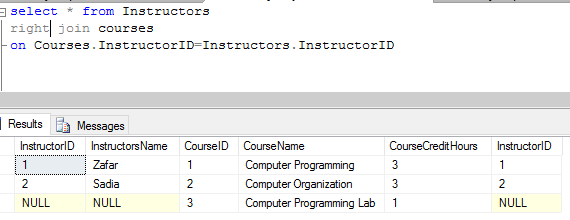 select * from Instructors
right join courses
on Courses.InstructorID=Instructors.InstructorID
Results Messages
InstructorID InstructorsName CourseID CourseName CourseCreditHours InstructorID
1 Zafar 1 Computer Programming 3 1
2 Sadia 2 Computer Organization 3 2
NULL NULL 3 Computer Programming Lab 1 NULL